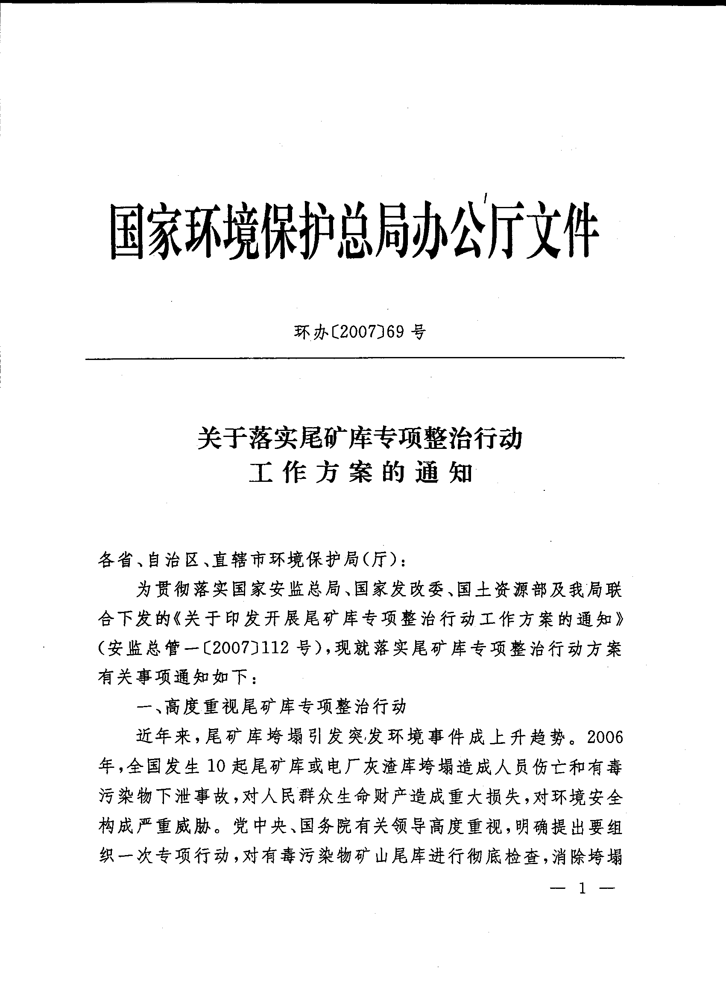 国家环境保护总局办公厅文件
环办〔2007〕69 号
关于落实尾矿库专项整治行动
工作方案的通知
各省、自治区、直辖市环境保护局(厅):
为贯彻落实国家安监总局、国家发改委、国土资源部及我局联
合下发的《关于印发开展尾矿库专项整治行动工作方案的通知》
(安监总管一〔2007〕112 号),现就落实尾矿库专项整治行动方案
有关事项通知如下:
一、高度重视尾矿库专项整治行动
近年来,尾矿库垮塌引发突发环境事件成上升趋势。2006
年,全国发生 10 起尾矿库或电厂灰渣库垮塌造成人员伤亡和有毒
污染物下泄事故,对人民群众生命财产造成重大损失,对环境安全
构成严重威胁。党中央、国务院有关领导高度重视,明确提出要组
织一次专项行动,对有毒污染物矿山尾库进行彻底检查,消除垮塌
— 1 —